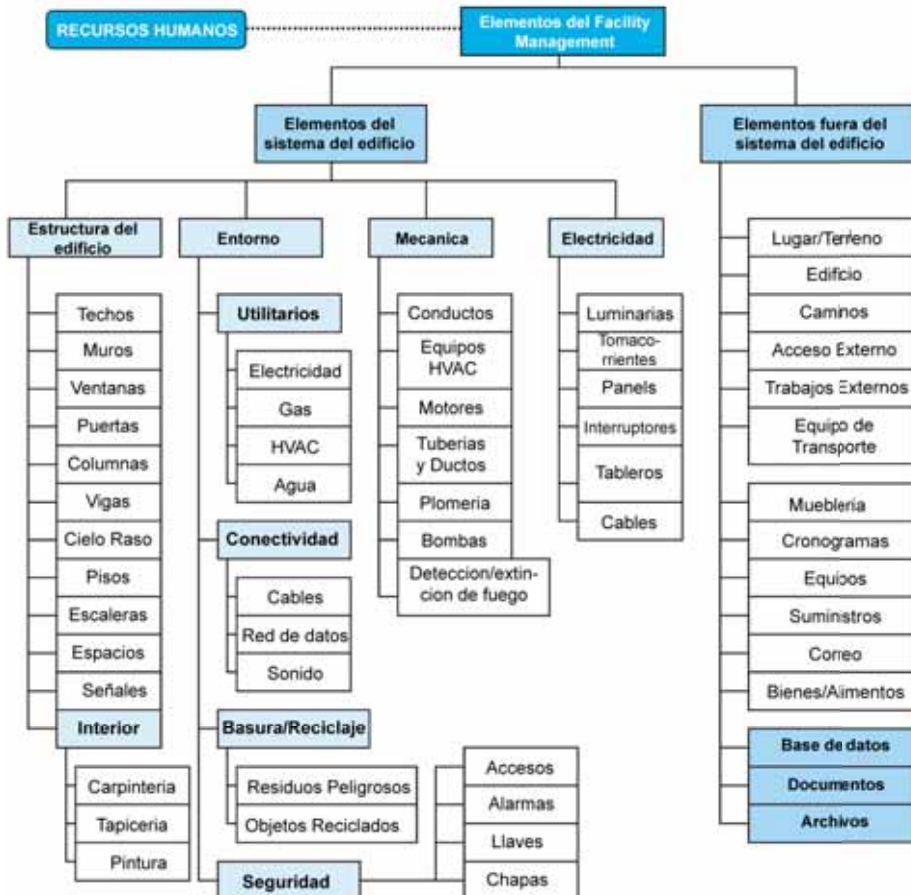 RECURSOS HUMANOS
Elementos del Facility
Management
Elementos del
sistema del edificio
Elementos fuera del
sistema del edificio
Estructura del
edificio
Techos
Muros
Ventanas
Puertas
Columnas
Vigas
Cielo Raso
Pisos
Escaleras
Espacios
Señales
Interior
Carpinteria
Tapiceria
Pintura
Entorno
Utilitarios
Electricidad
Gas
HVAC
Agua
Conectividad
Cables
Red de datos
Sonido
Basura/Reciclaje
Residuos Peligrosos
Objetos Reciclados
Seguridad
Accesos
Alarmas
Llaves
Chapas
Mecanica
Conductos
Equipos
HVAC
Motores
Tuberias
y Ductos
Plomeria
Bombas
Deteccion/extin-
cion de fuego
Electricidad
Luminarias
Tomaco-
rrientes
Panels
Interruptores
Tableros
Cables
Lugar/Terreno
Edificio
Caminos
Acceso Externo
Trabajos Externos
Equipo de
Transporte
Muebleria
Cronogramas
Equipos
Suministros
Correo
Bienes/Alimentos
Base de datos
Documentos
Archivos